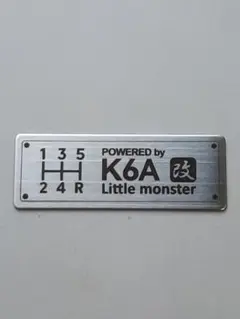 1 3 5
2 4 R
POWERED by
K6A 改
Little monster